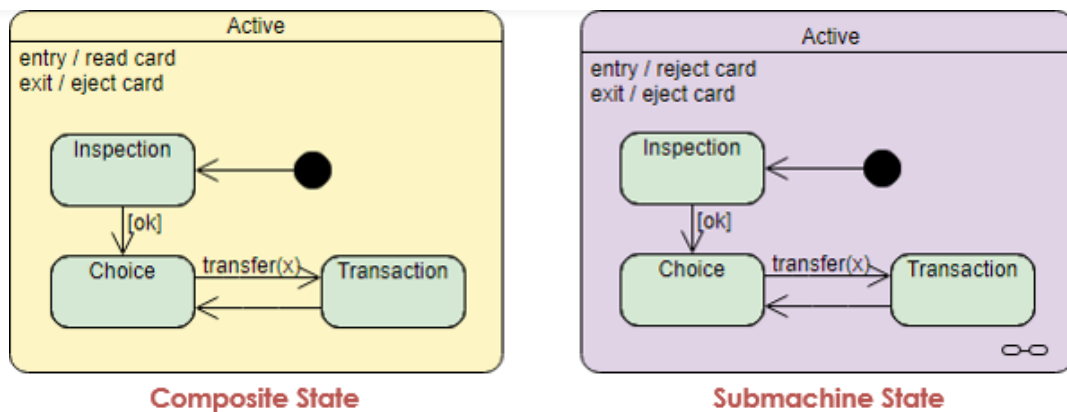 Active
entry / read card
exit / eject card
Inspection
[ok]
Choice
transfer(x)
Transaction
Composite State
Active
entry / reject card
exit / eject card
Inspection
[ok]
Choice
transfer(x)
Transaction
Submachine State